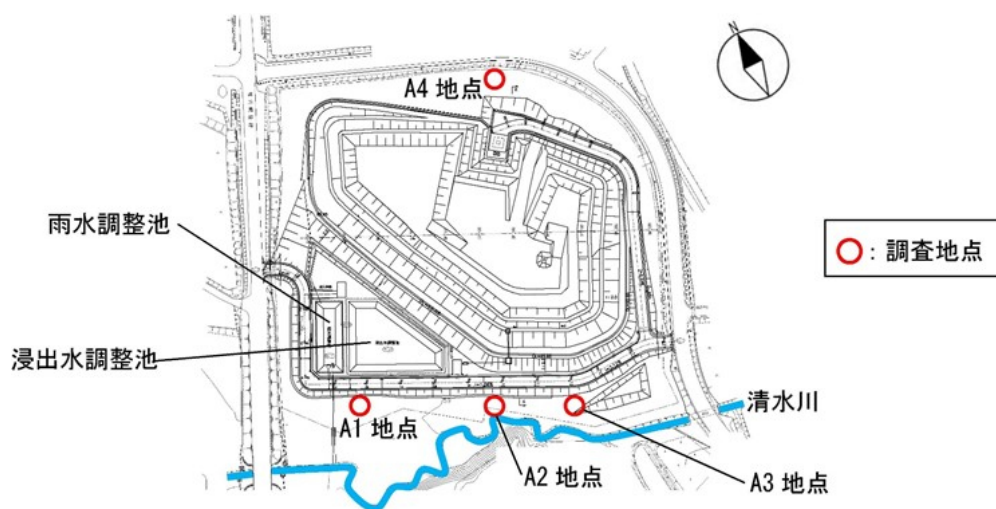 N
A4 地点
雨水調整池
○：調査地点
浸出水調整池
清水川
A1 地点
A2 地点
A3 地点